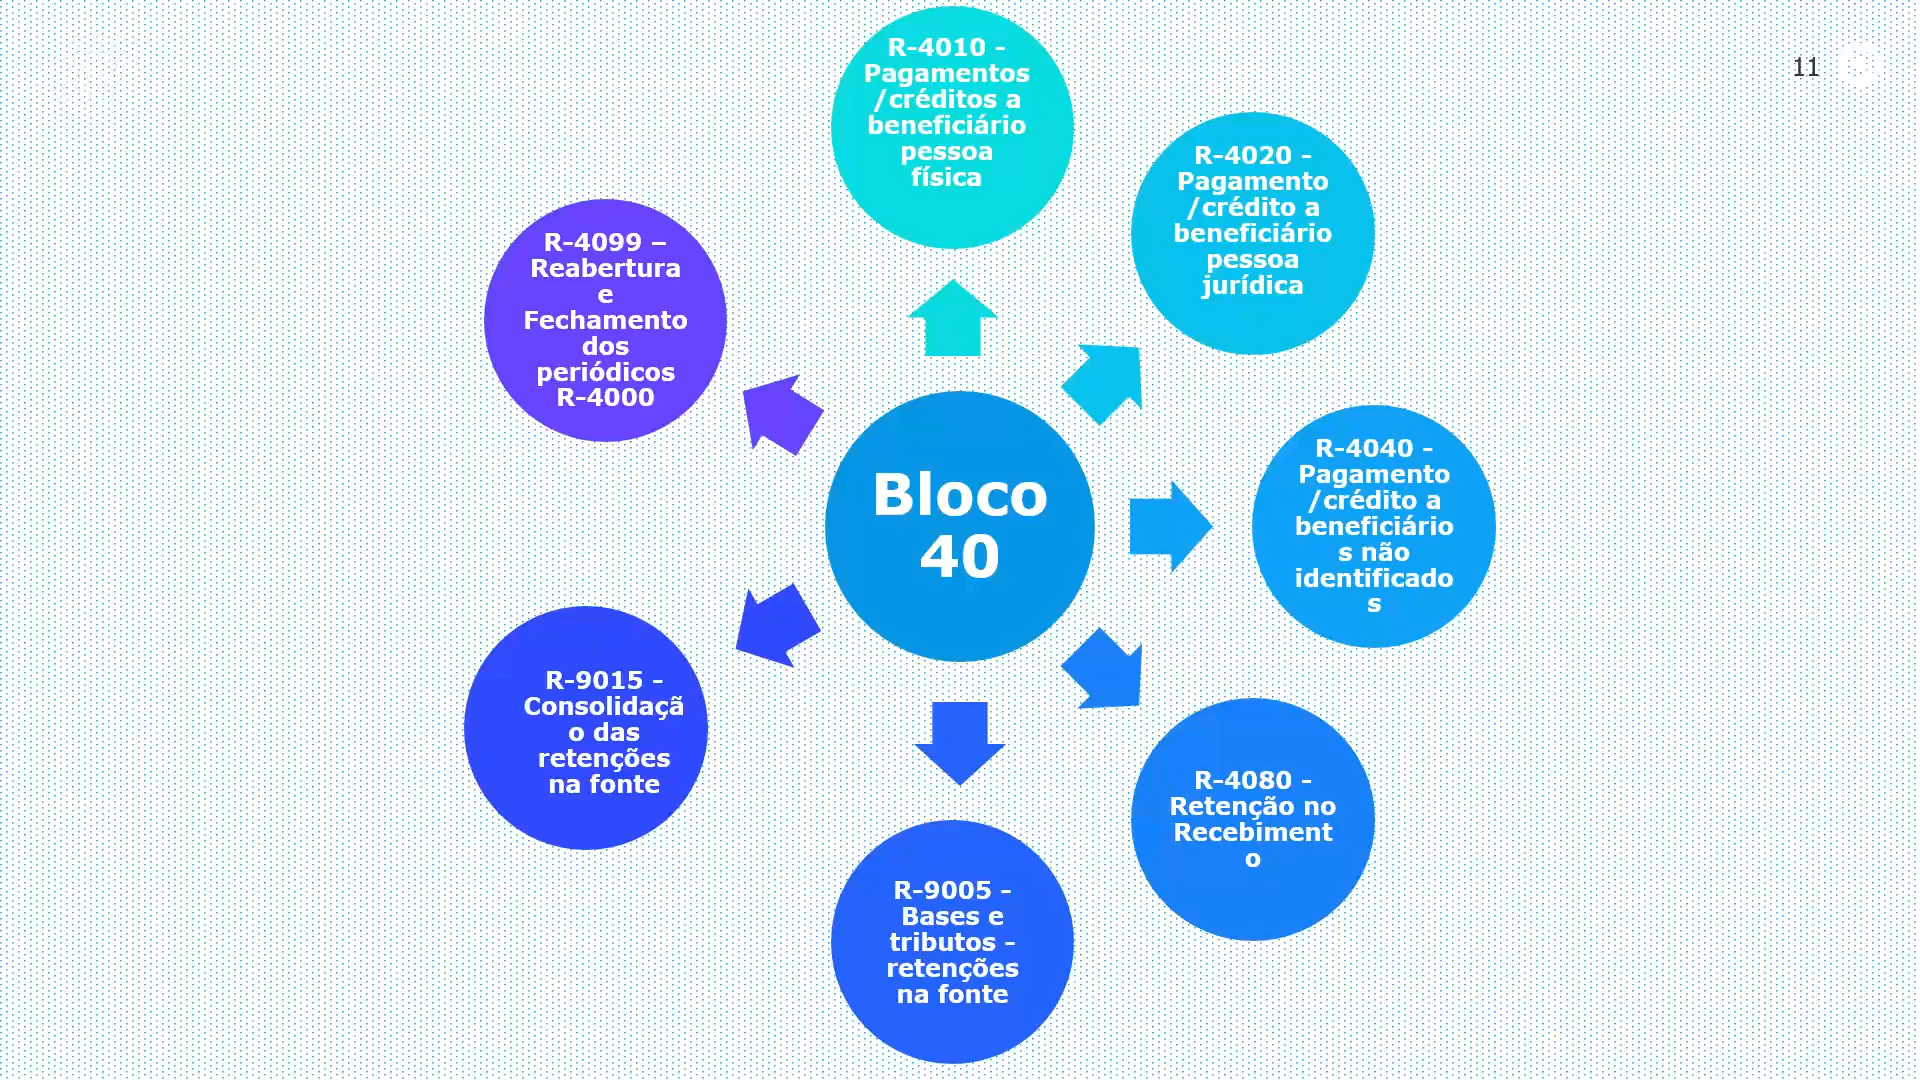 11
R-4010 -
Pagamentos
/créditos a
beneficiário
pessoa
física
R-4020 -
Pagamento
/crédito a
beneficiário
pessoa
jurídica
R-4040 -
Pagamento
/crédito a
beneficiário
s não
identificado
s
R-4080 -
Retenção no
Recebiment
o
R-9005 -
Bases e
tributos -
retenções
na fonte
R-9015 –
Consolidaçã
o das
retenções
na fonte
R-4099 –
Reabertura
e
Fechamento
dos
periódicos
R-4000
Bloco
40